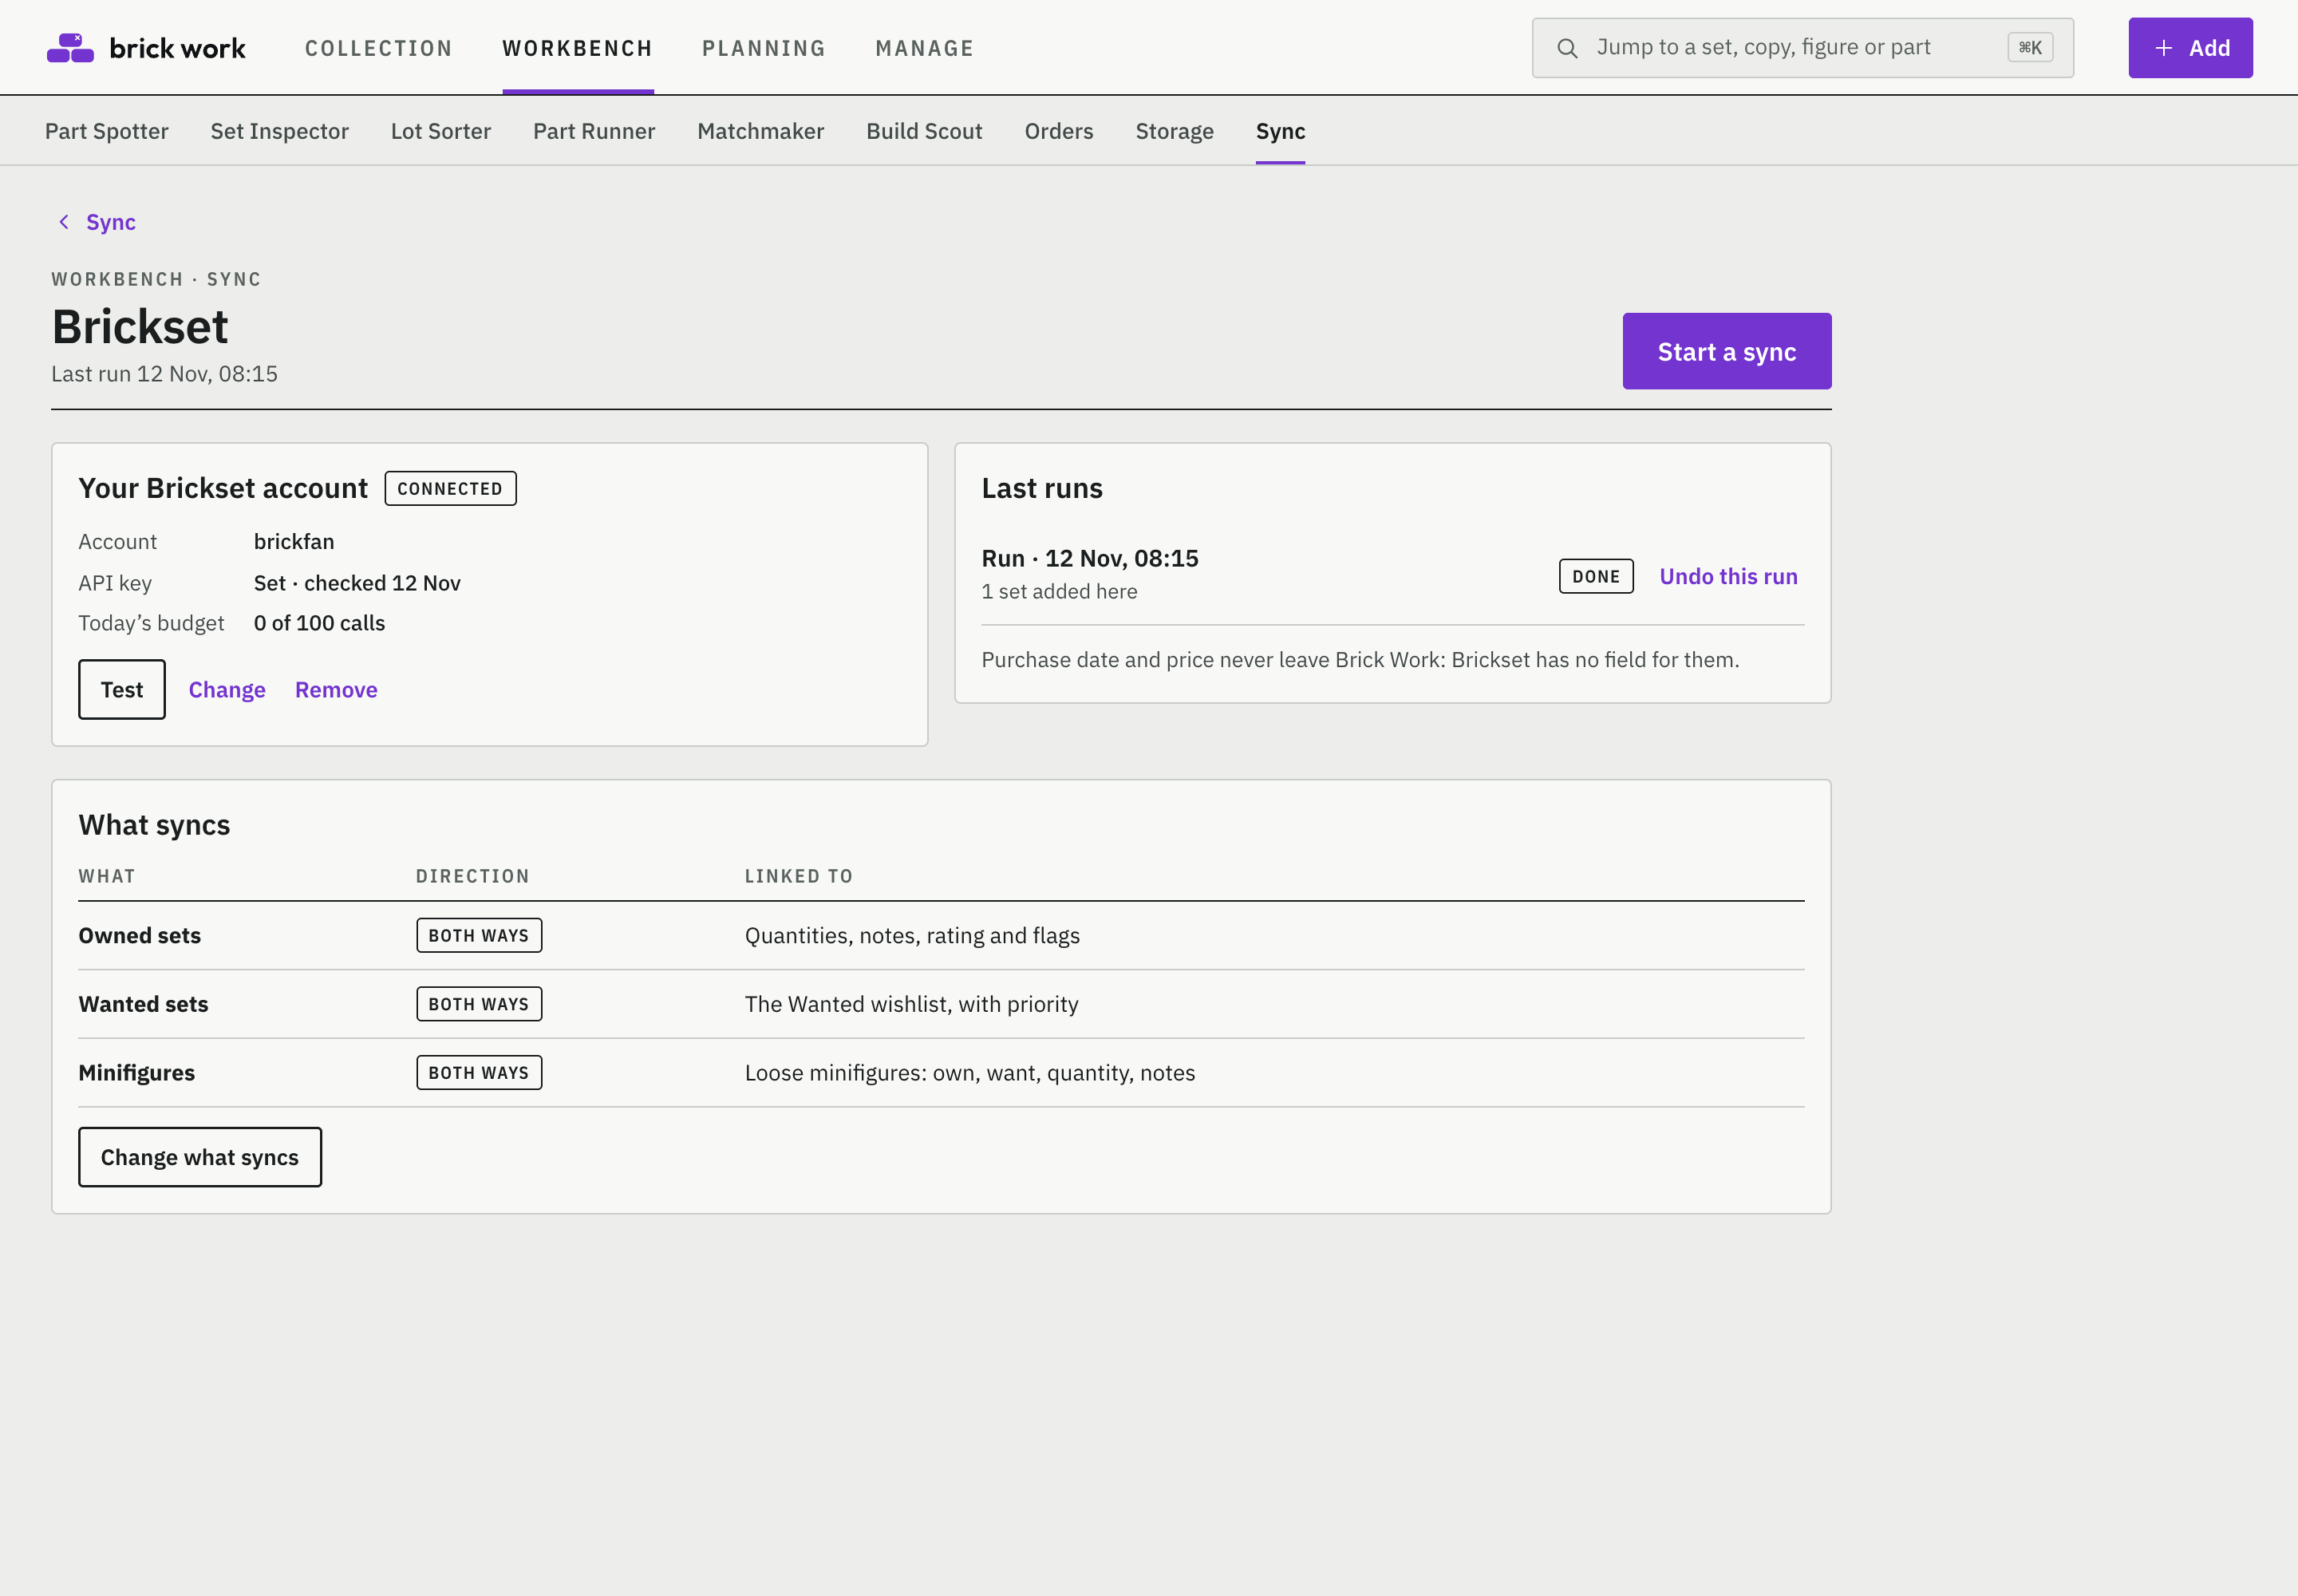 brick work
COLLECTION
WORKBENCH
PLANNING
MANAGE
Jump to a set, copy, figure or part
⌘K
Add
Part Spotter
Set Inspector
Lot Sorter
Part Runner
Matchmaker
Build Scout
Orders
Storage
Sync
Sync
WORKBENCH · SYNC
Brickset
Last run 12 Nov, 08:15
Start a sync
Your Brickset account
CONNECTED
Account brickfan
API key Set · checked 12 Nov
Today’s budget 0 of 100 calls
Test
Change
Remove
Last runs
Run · 12 Nov, 08:15
1 set added here
DONE
Undo this run
Purchase date and price never leave Brick Work: Brickset has no field for them.
What syncs
WHAT DIRECTION LINKED TO
Owned sets BOTH WAYS Quantities, notes, rating and flags
Wanted sets BOTH WAYS The Wanted wishlist, with priority
Minifigures BOTH WAYS Loose minifigures: own, want, quantity, notes
Change what syncs